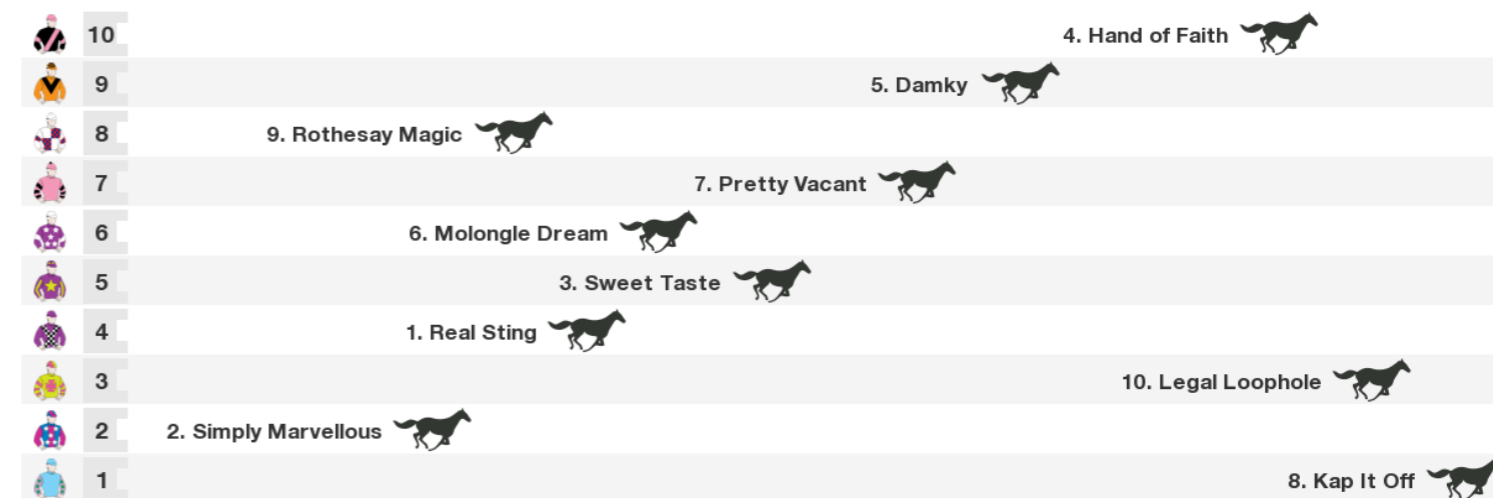 10 4. Hand of Faith
9 5. Damky
8 9. Rothesay Magic
7 7. Pretty Vacant
6 6. Molongle Dream
5 3. Sweet Taste
4 1. Real Sting
3 10. Legal Loophole
2 2. Simply Marvellous
1 8. Kap It Off